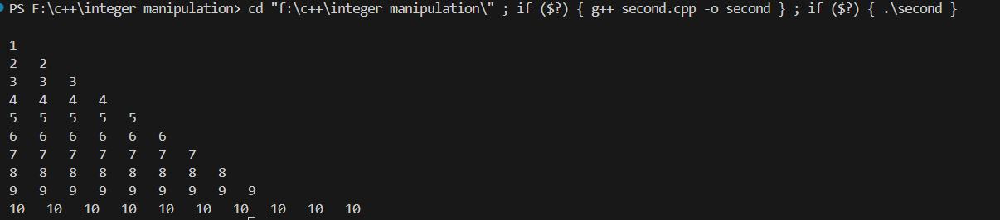 PS F:\c++\integer manipulation> cd "f:\c++\integer manipulation\" ; if ($?) { g++ second.cpp -o second } ; if ($?) { .\second }
1
2   2
3   3   3
4   4   4   4
5   5   5   5   5
6   6   6   6   6   6
7   7   7   7   7   7   7
8   8   8   8   8   8   8   8
9   9   9   9   9   9   9   9   9
10   10   10   10   10   10   10   10   10   10